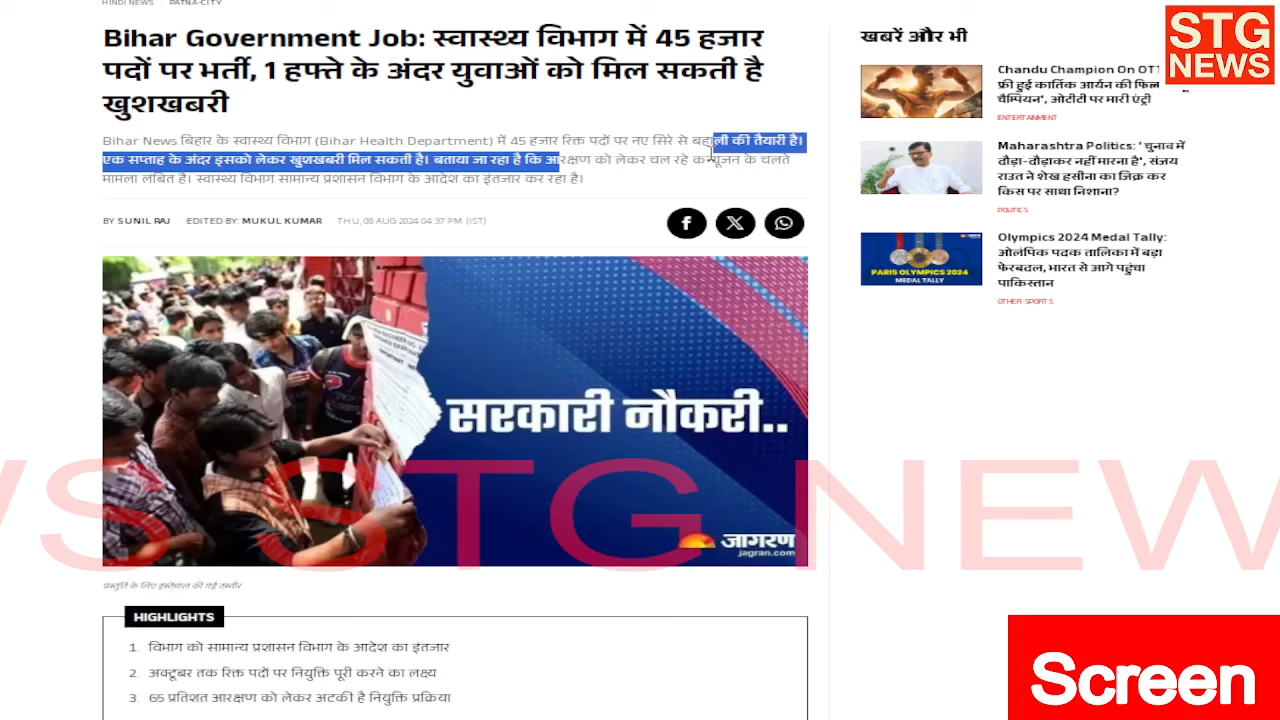 HINDI NEWS / PATNA-CITY
Bihar Government Job: स्वास्थ्य विभाग में 45 हजार
पदों पर भर्ती, 1 हफ्ते के अंदर युवाओं को मिल सकती है
खुशखबरी
Bihar News बिहार के स्वास्थ्य विभाग (Bihar Health Department) में 45 हजार रिक्त पदों पर नए सिरे से बहाली की तैयारी है।
एक सप्ताह के अंदर इसको लेकर खुशखबरी मिल सकती है। बताया जा रहा है कि आरक्षण को लेकर चल रहे कन्फ्यूजन के चलते
मामला लंबित है। स्वास्थ्य विभाग सामान्य प्रशासन विभाग के आदेश का इंतजार कर रहा है।
BY SUNIL RAJ EDITED BY: MUKUL KUMAR THU, 08 AUG 2024 04:37 PM (IST)
सरकारी नौकरी..
जागरण
jagran.com
प्रस्तुति के लिए इस्तेमाल की गई तस्वीर
HIGHLIGHTS
1. विभाग को सामान्य प्रशासन विभाग के आदेश का इंतजार
2. अक्टूबर तक रिक्त पदों पर नियुक्ति पूरी करने का लक्ष्य
3. 65 प्रतिशत आरक्षण को लेकर अटकी है नियुक्ति प्रक्रिया
खबरें और भी
Chandu Champion On OTT
फ्री हुई कार्तिक आर्यन की फिल्म
चैम्पियन', ओटीटी पर मारी एंट्री
ENTERTAINMENT
Maharashtra Politics: 'चुनाव में
दौड़ा-दौड़ाकर नहीं मारना है', संजय
राउत ने शेख हसीना का जिक्र कर
किस पर साधा निशाना?
POLITICS
Olympics 2024 Medal Tally:
ओलंपिक पदक तालिका में बड़ा
फेरबदल, भारत से आगे पहुंचा
पाकिस्तान
OTHER SPORTS
PARIS OLYMPICS 2024
MEDAL TALLY
STG
NEWS
WS STG NEW
Screen